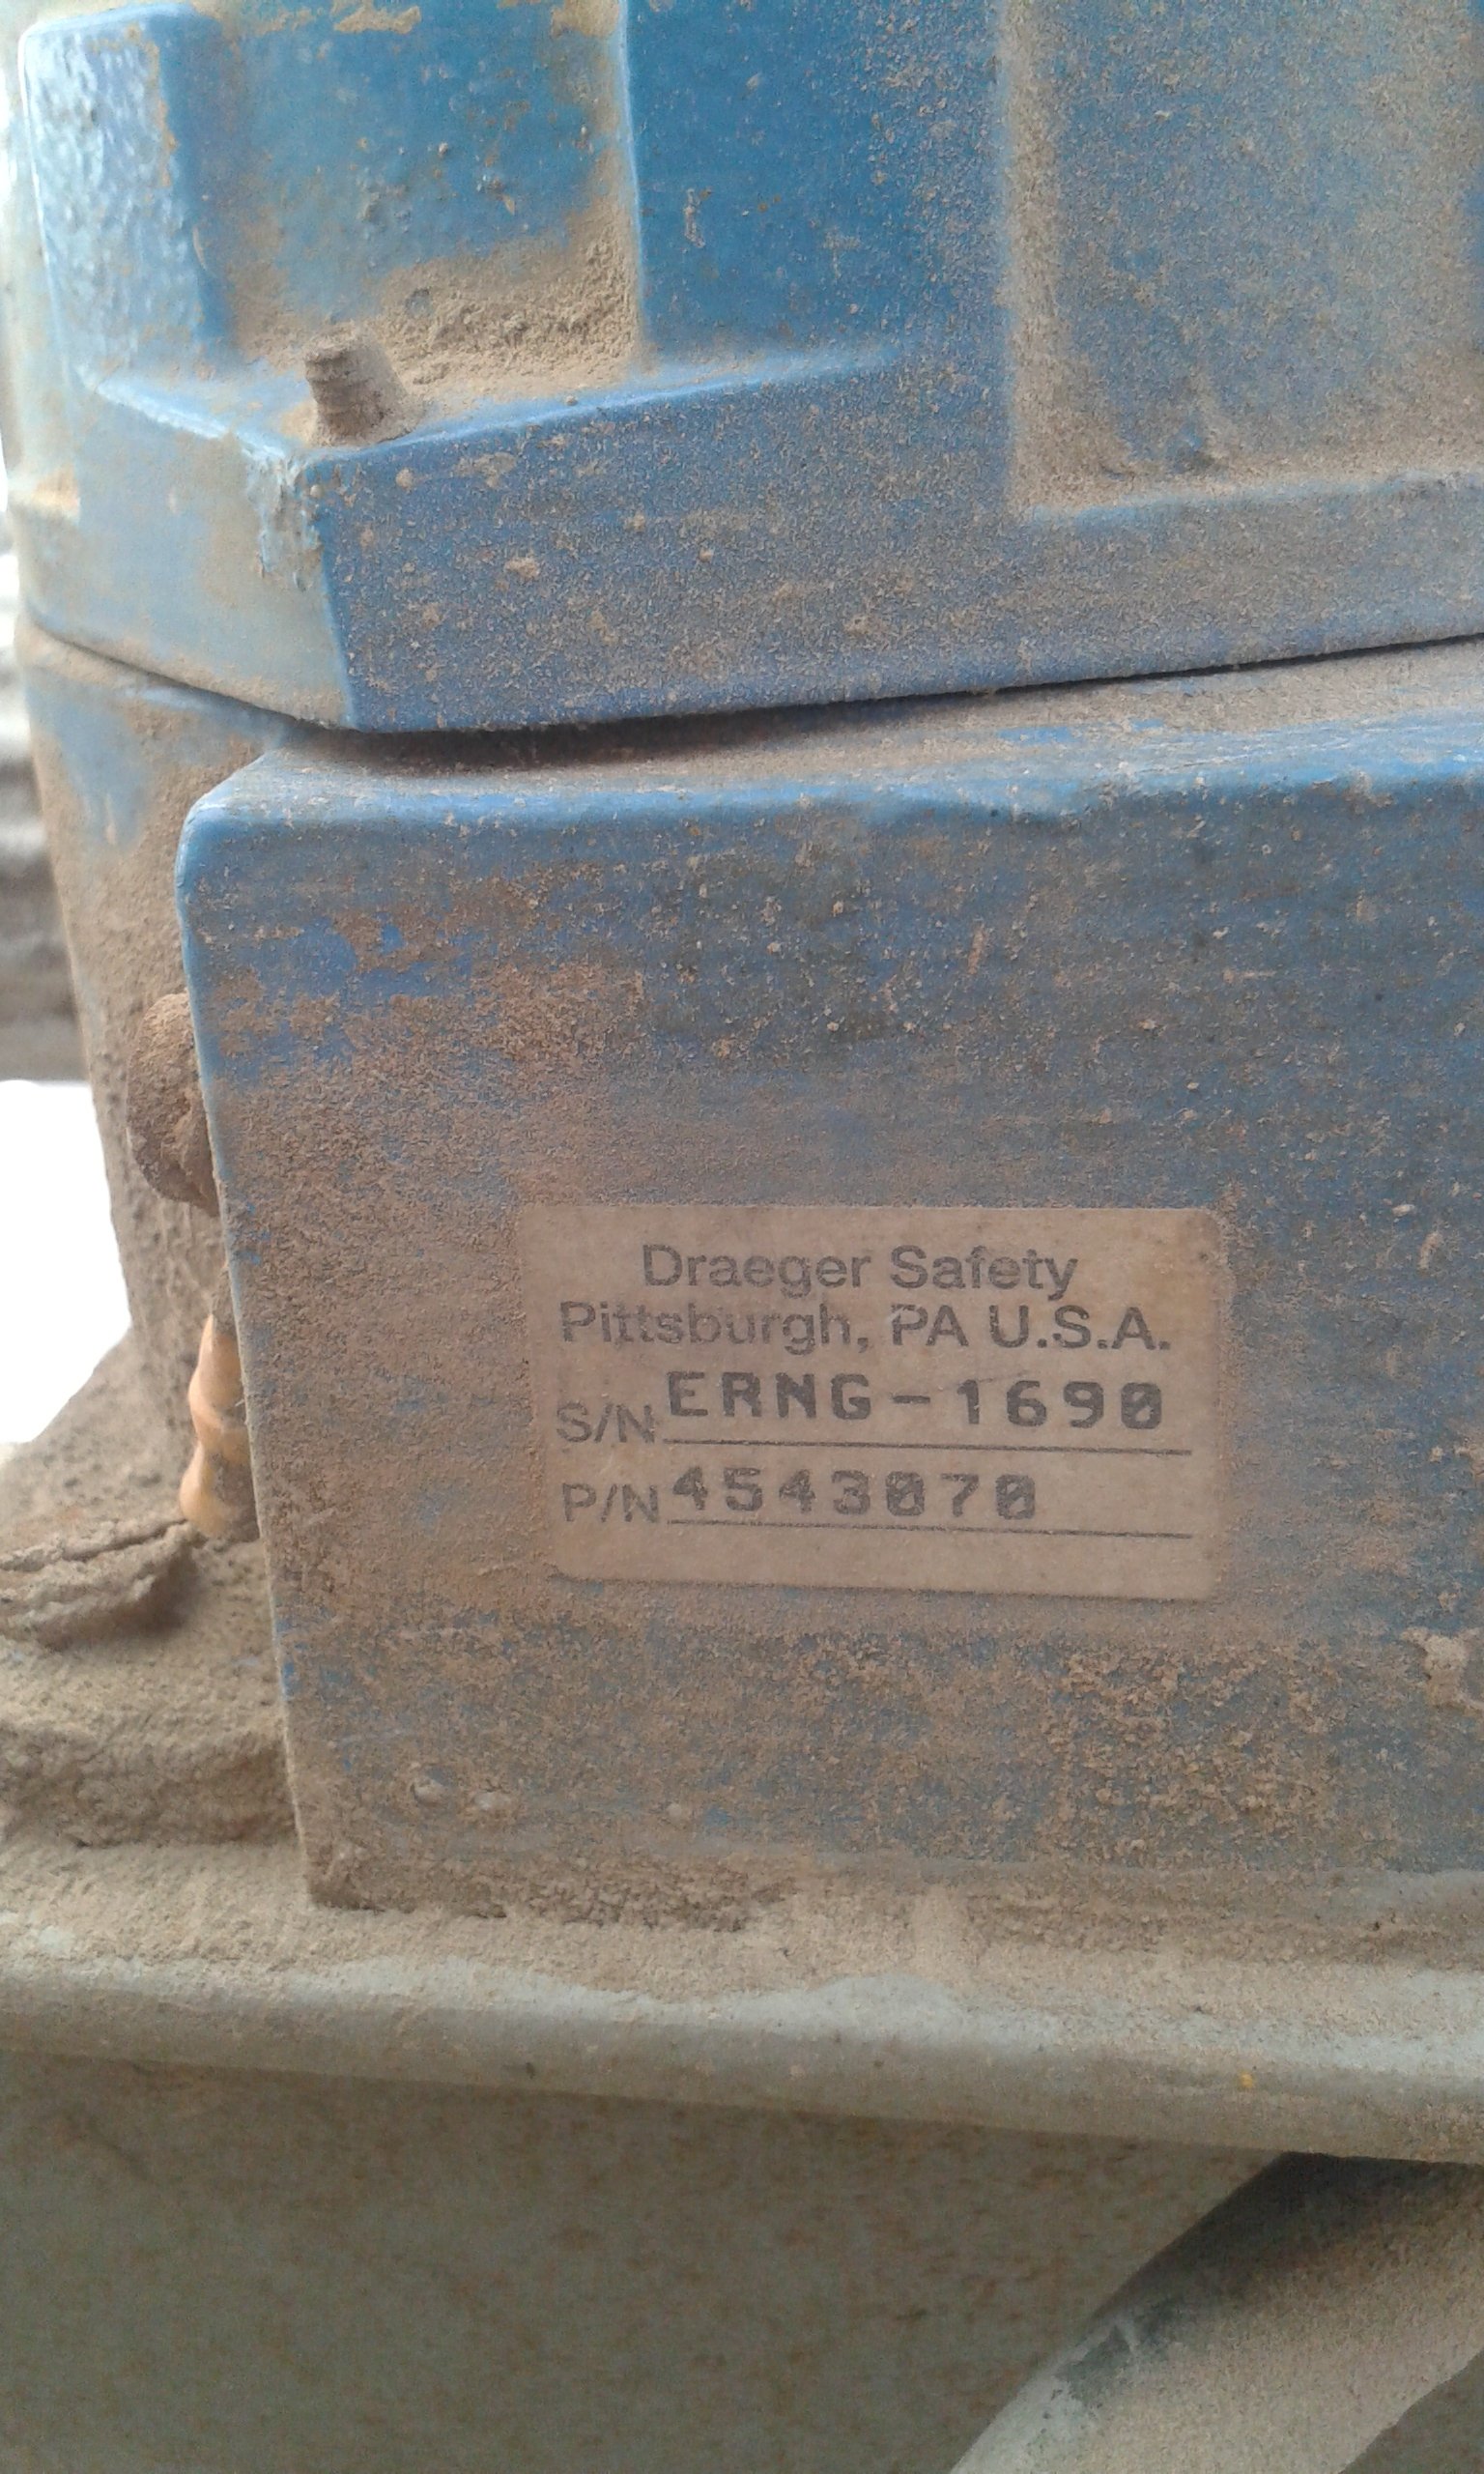 Draeger Safety
Pittsburgh, PA U.S.A.
S/N ERNG-1690
P/N 4543070